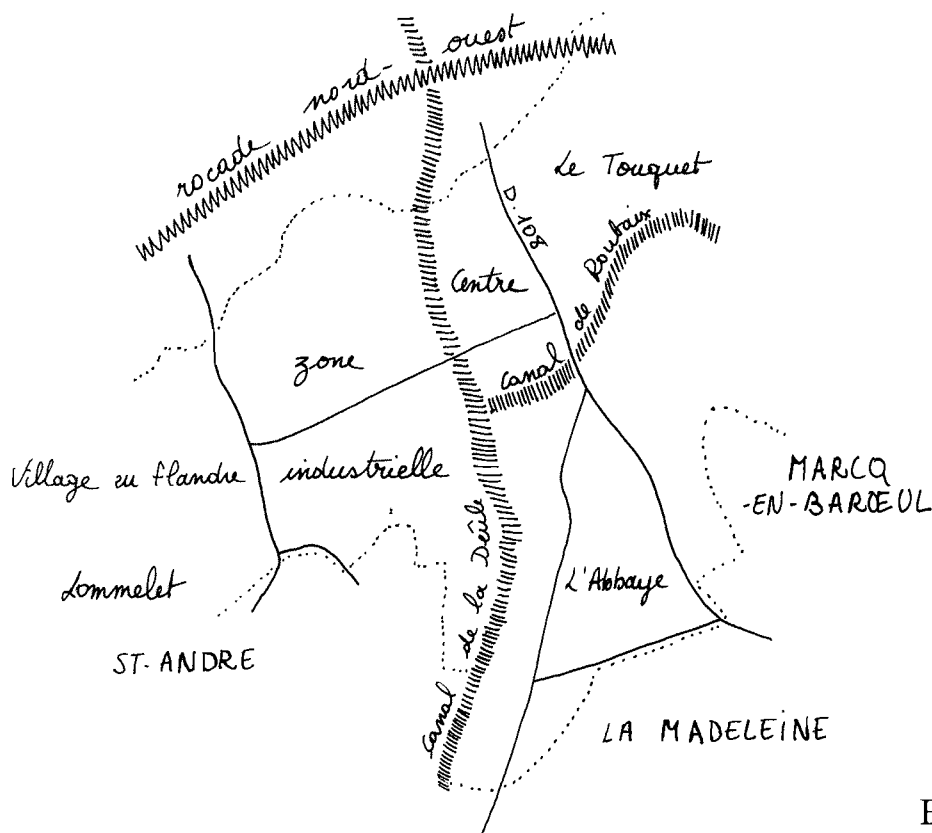 rocade nord-ouest
Le Touquet
D.108
Centre
canal de Roubaix
zone
industrielle
Village en flandre
MARCQ
-EN-BARŒUL
Lommelet
L'Abbaye
ST-ANDRE
canal de la Deûle
LA MADELEINE